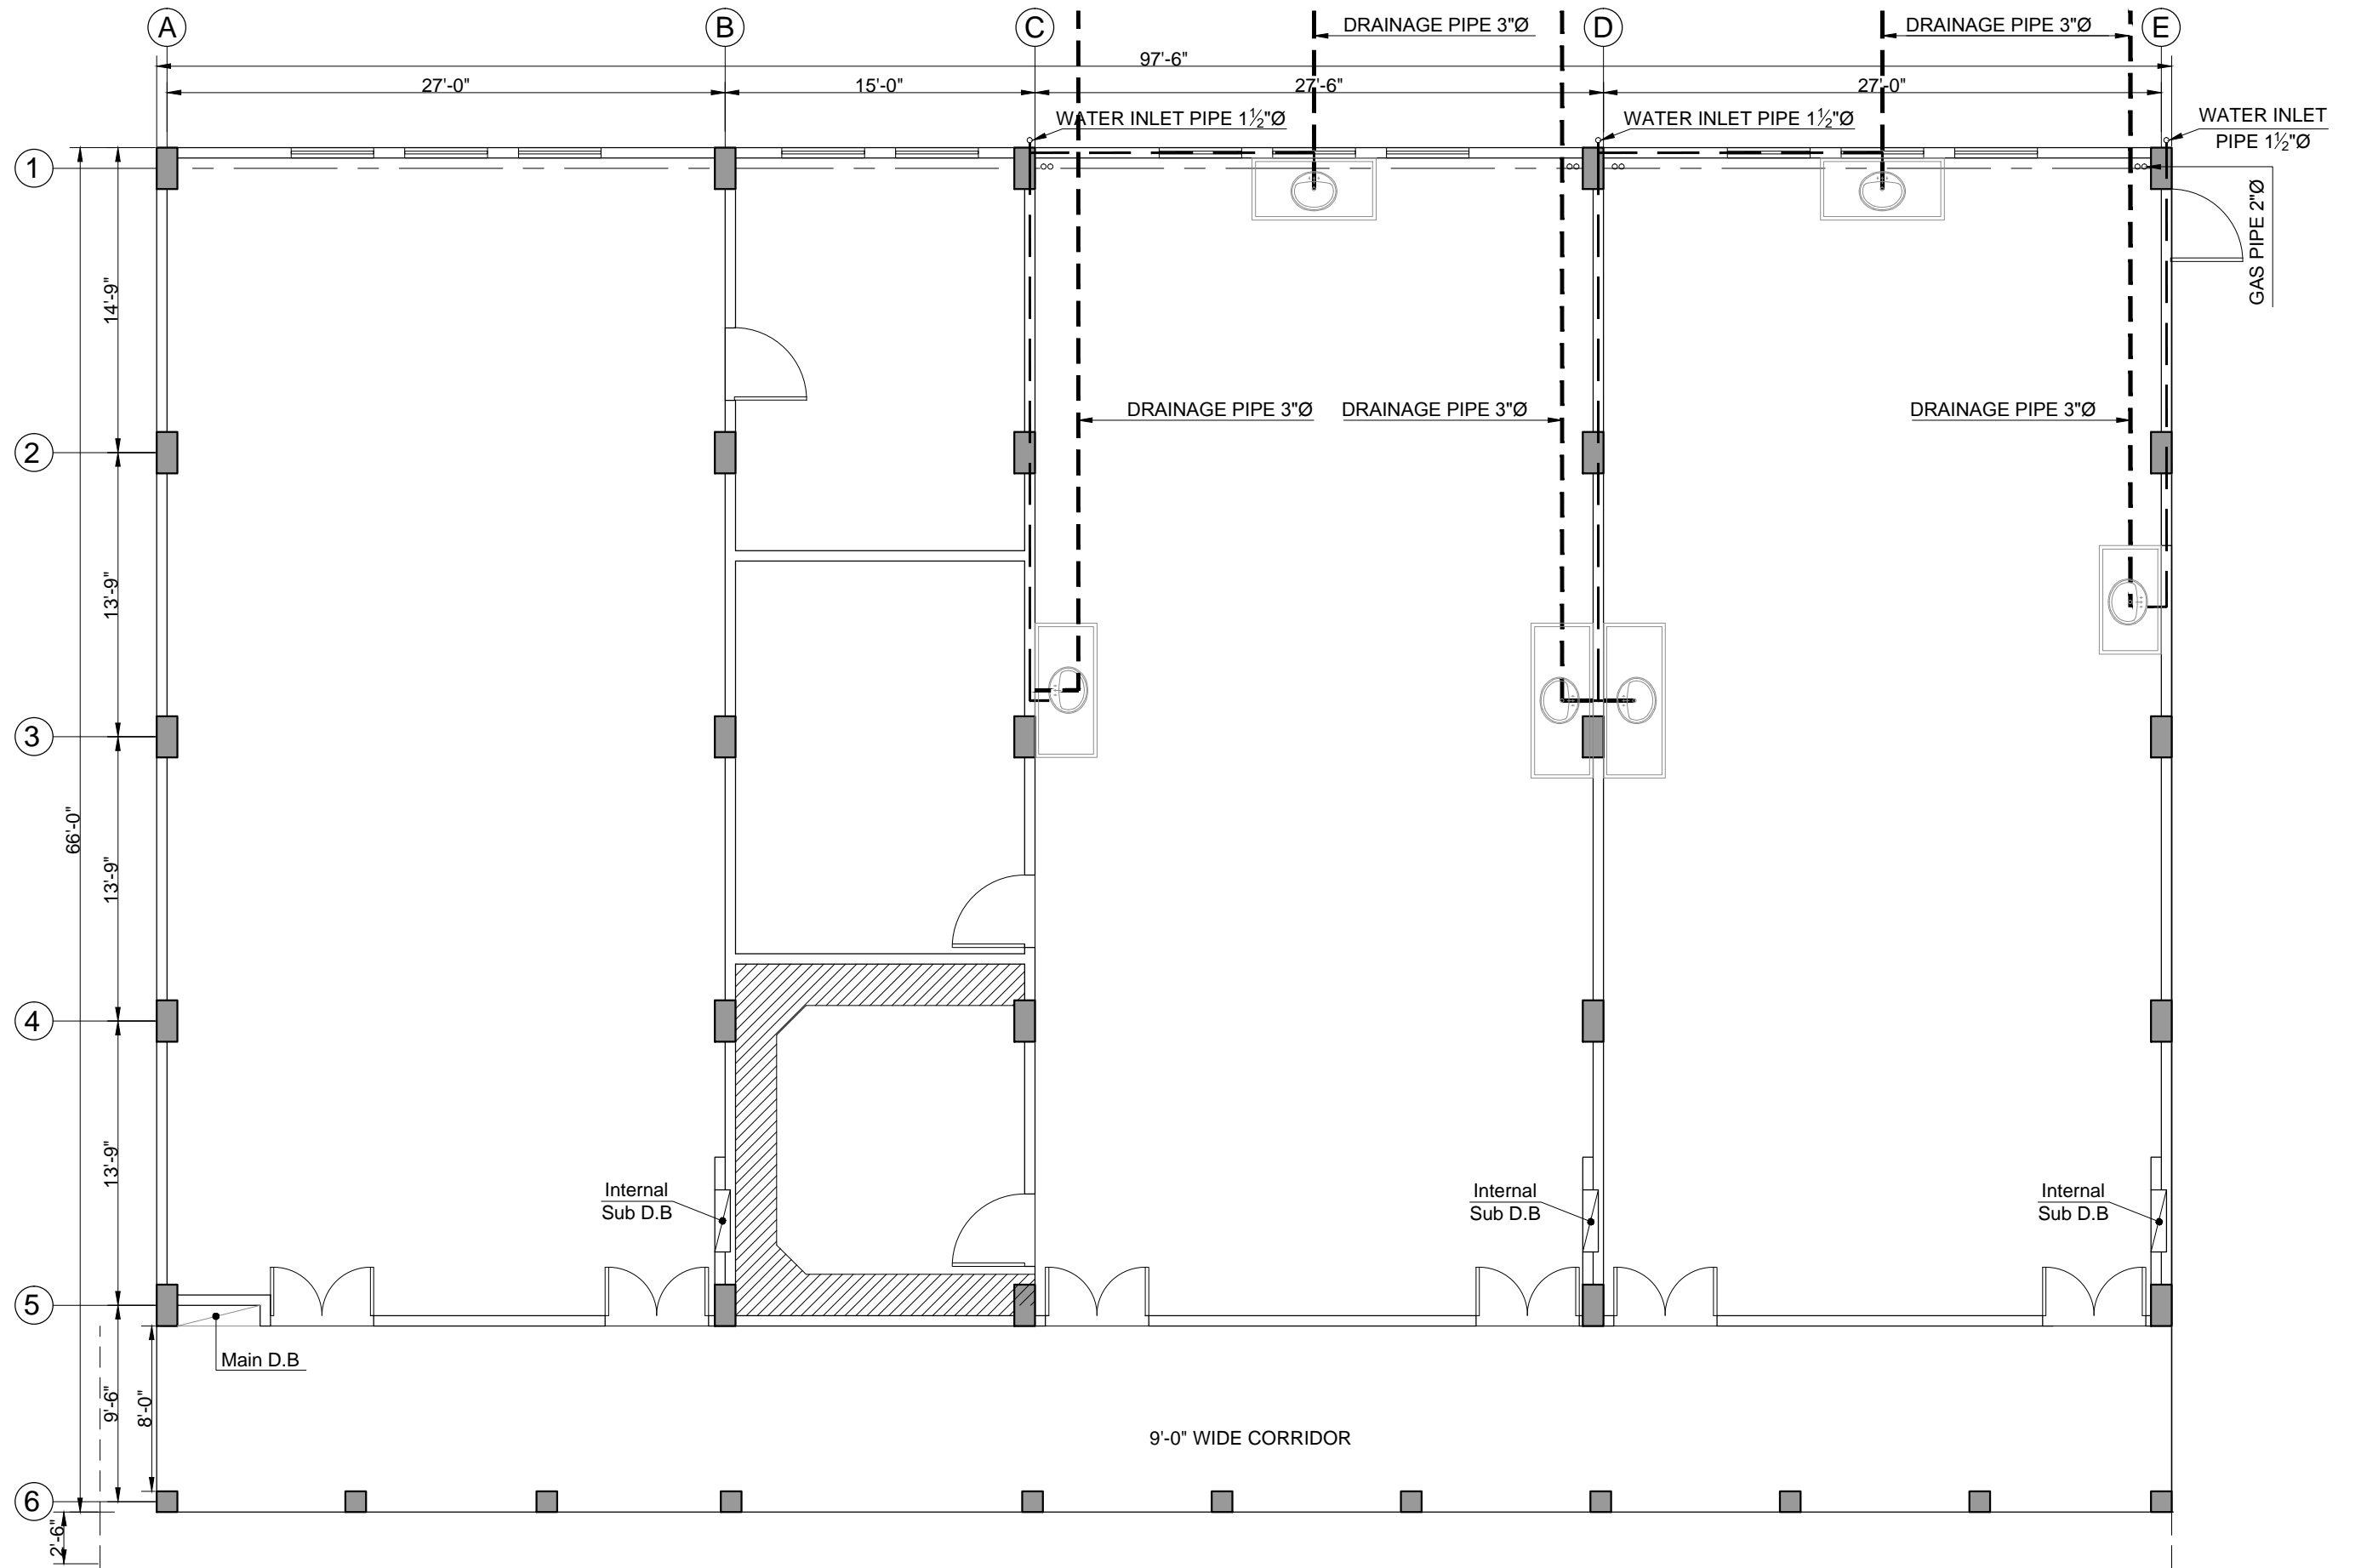 A
B
C
D
E
DRAINAGE PIPE 3"Ø
DRAINAGE PIPE 3"Ø
97'-6"
27'-0"
15'-0"
27'-6"
27'-0"
WATER INLET PIPE 1½"Ø
WATER INLET PIPE 1½"Ø
WATER INLET
PIPE 1½"Ø
1
GAS PIPE 2"Ø
14'-9"
DRAINAGE PIPE 3"Ø
DRAINAGE PIPE 3"Ø
DRAINAGE PIPE 3"Ø
2
13'-9"
3
66'-0"
13'-9"
4
13'-9"
Internal
Sub D.B
Internal
Sub D.B
Internal
Sub D.B
5
Main D.B
9'-6"
8'-0"
9'-0" WIDE CORRIDOR
6
2'-6"